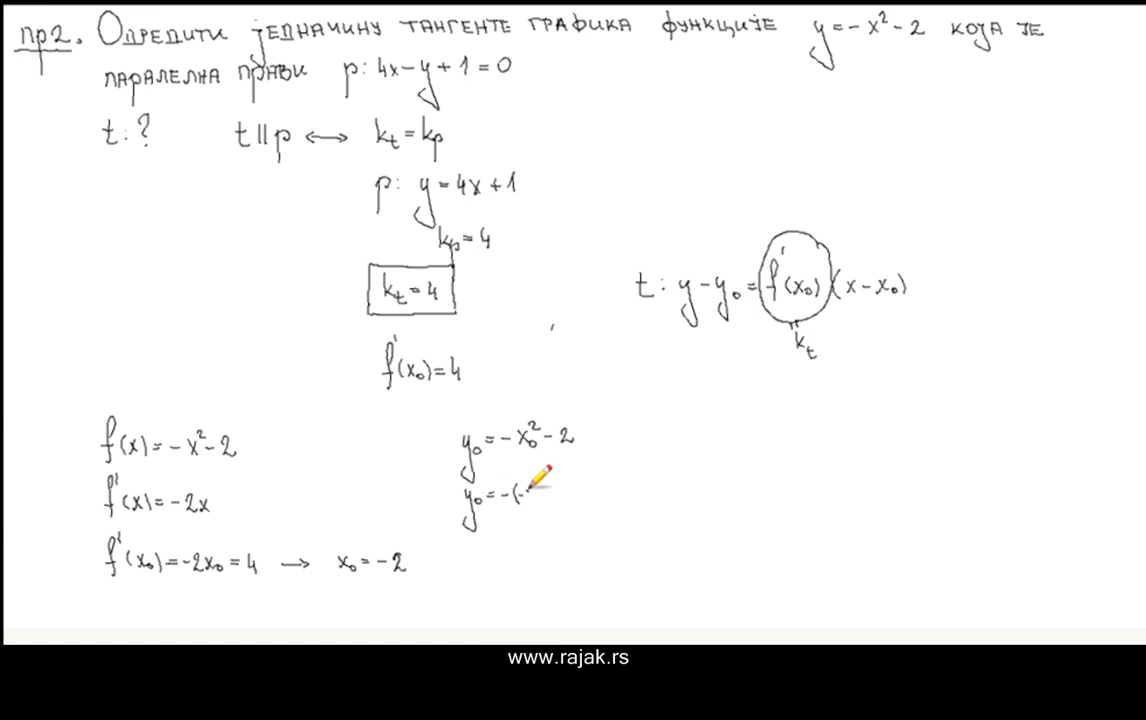 пр2. Одредити једначину тангенте графика функције y = -x² - 2 која је
паралелна правој p: 4x - y + 1 = 0
t: ? t || p ⟷ kₜ = kₚ
p: y = 4x + 1
kₚ = 4
kₜ = 4
t: y - y₀ = f'(x₀)(x - x₀)
kₜ
f'(x₀) = 4
f(x) = -x² - 2
f'(x) = -2x
f'(x₀) = -2x₀ = 4 → x₀ = -2
y₀ = -x₀² - 2
y₀ = -(-
www.rajak.rs